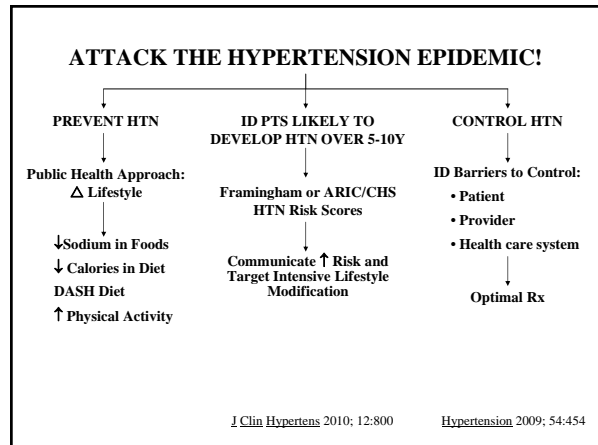 ATTACK THE HYPERTENSION EPIDEMIC!
PREVENT HTN
Public Health Approach:
△ Lifestyle
↓Sodium in Foods
↓ Calories in Diet
DASH Diet
↑ Physical Activity
ID PTS LIKELY TO
DEVELOP HTN OVER 5-10Y
Framingham or ARIC/CHS
HTN Risk Scores
Communicate ↑ Risk and
Target Intensive Lifestyle
Modification
CONTROL HTN
ID Barriers to Control:
• Patient
• Provider
• Health care system
Optimal Rx
J Clin Hypertens 2010; 12:800
Hypertension 2009; 54:454